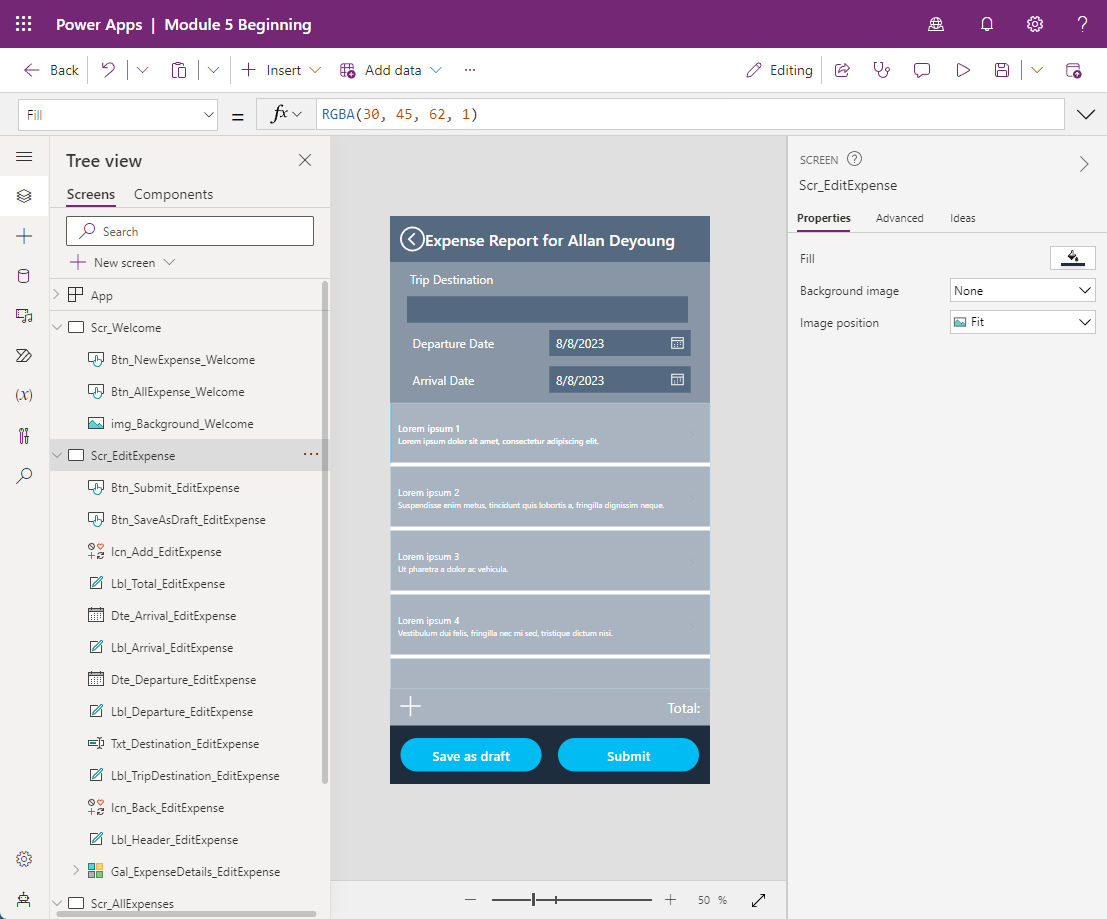 Power Apps | Module 5 Beginning
Back Insert Add data ... Editing
Fill = fx RGBA(30, 45, 62, 1)
Tree view
Screens Components
Search
New screen
App
Scr_Welcome
Btn_NewExpense_Welcome
Btn_AllExpense_Welcome
img_Background_Welcome
Scr_EditExpense
Btn_Submit_EditExpense
Btn_SaveAsDraft_EditExpense
Icn_Add_EditExpense
Lbl_Total_EditExpense
Dte_Arrival_EditExpense
Lbl_Arrival_EditExpense
Dte_Departure_EditExpense
Lbl_Departure_EditExpense
Txt_Destination_EditExpense
Lbl_TripDestination_EditExpense
Icn_Back_EditExpense
Lbl_Header_EditExpense
Gal_ExpenseDetails_EditExpense
Scr_AllExpenses
(x)
Expense Report for Allan Deyoung
Trip Destination
Departure Date 8/8/2023
Arrival Date 8/8/2023
Lorem ipsum 1
Lorem ipsum dolor sit amet, consectetur adipiscing elit.
Lorem ipsum 2
Suspendisse enim metus, tincidunt quis lobortis a, fringilla dignissim neque.
Lorem ipsum 3
Ut pharetra a dolor ac vehicula.
Lorem ipsum 4
Vestibulum dui felis, fringilla nec mi sed, tristique dictum nisi.
Total:
Save as draft Submit
50 %
SCREEN ?
Scr_EditExpense
Properties Advanced Ideas
Fill
Background image None
Image position Fit